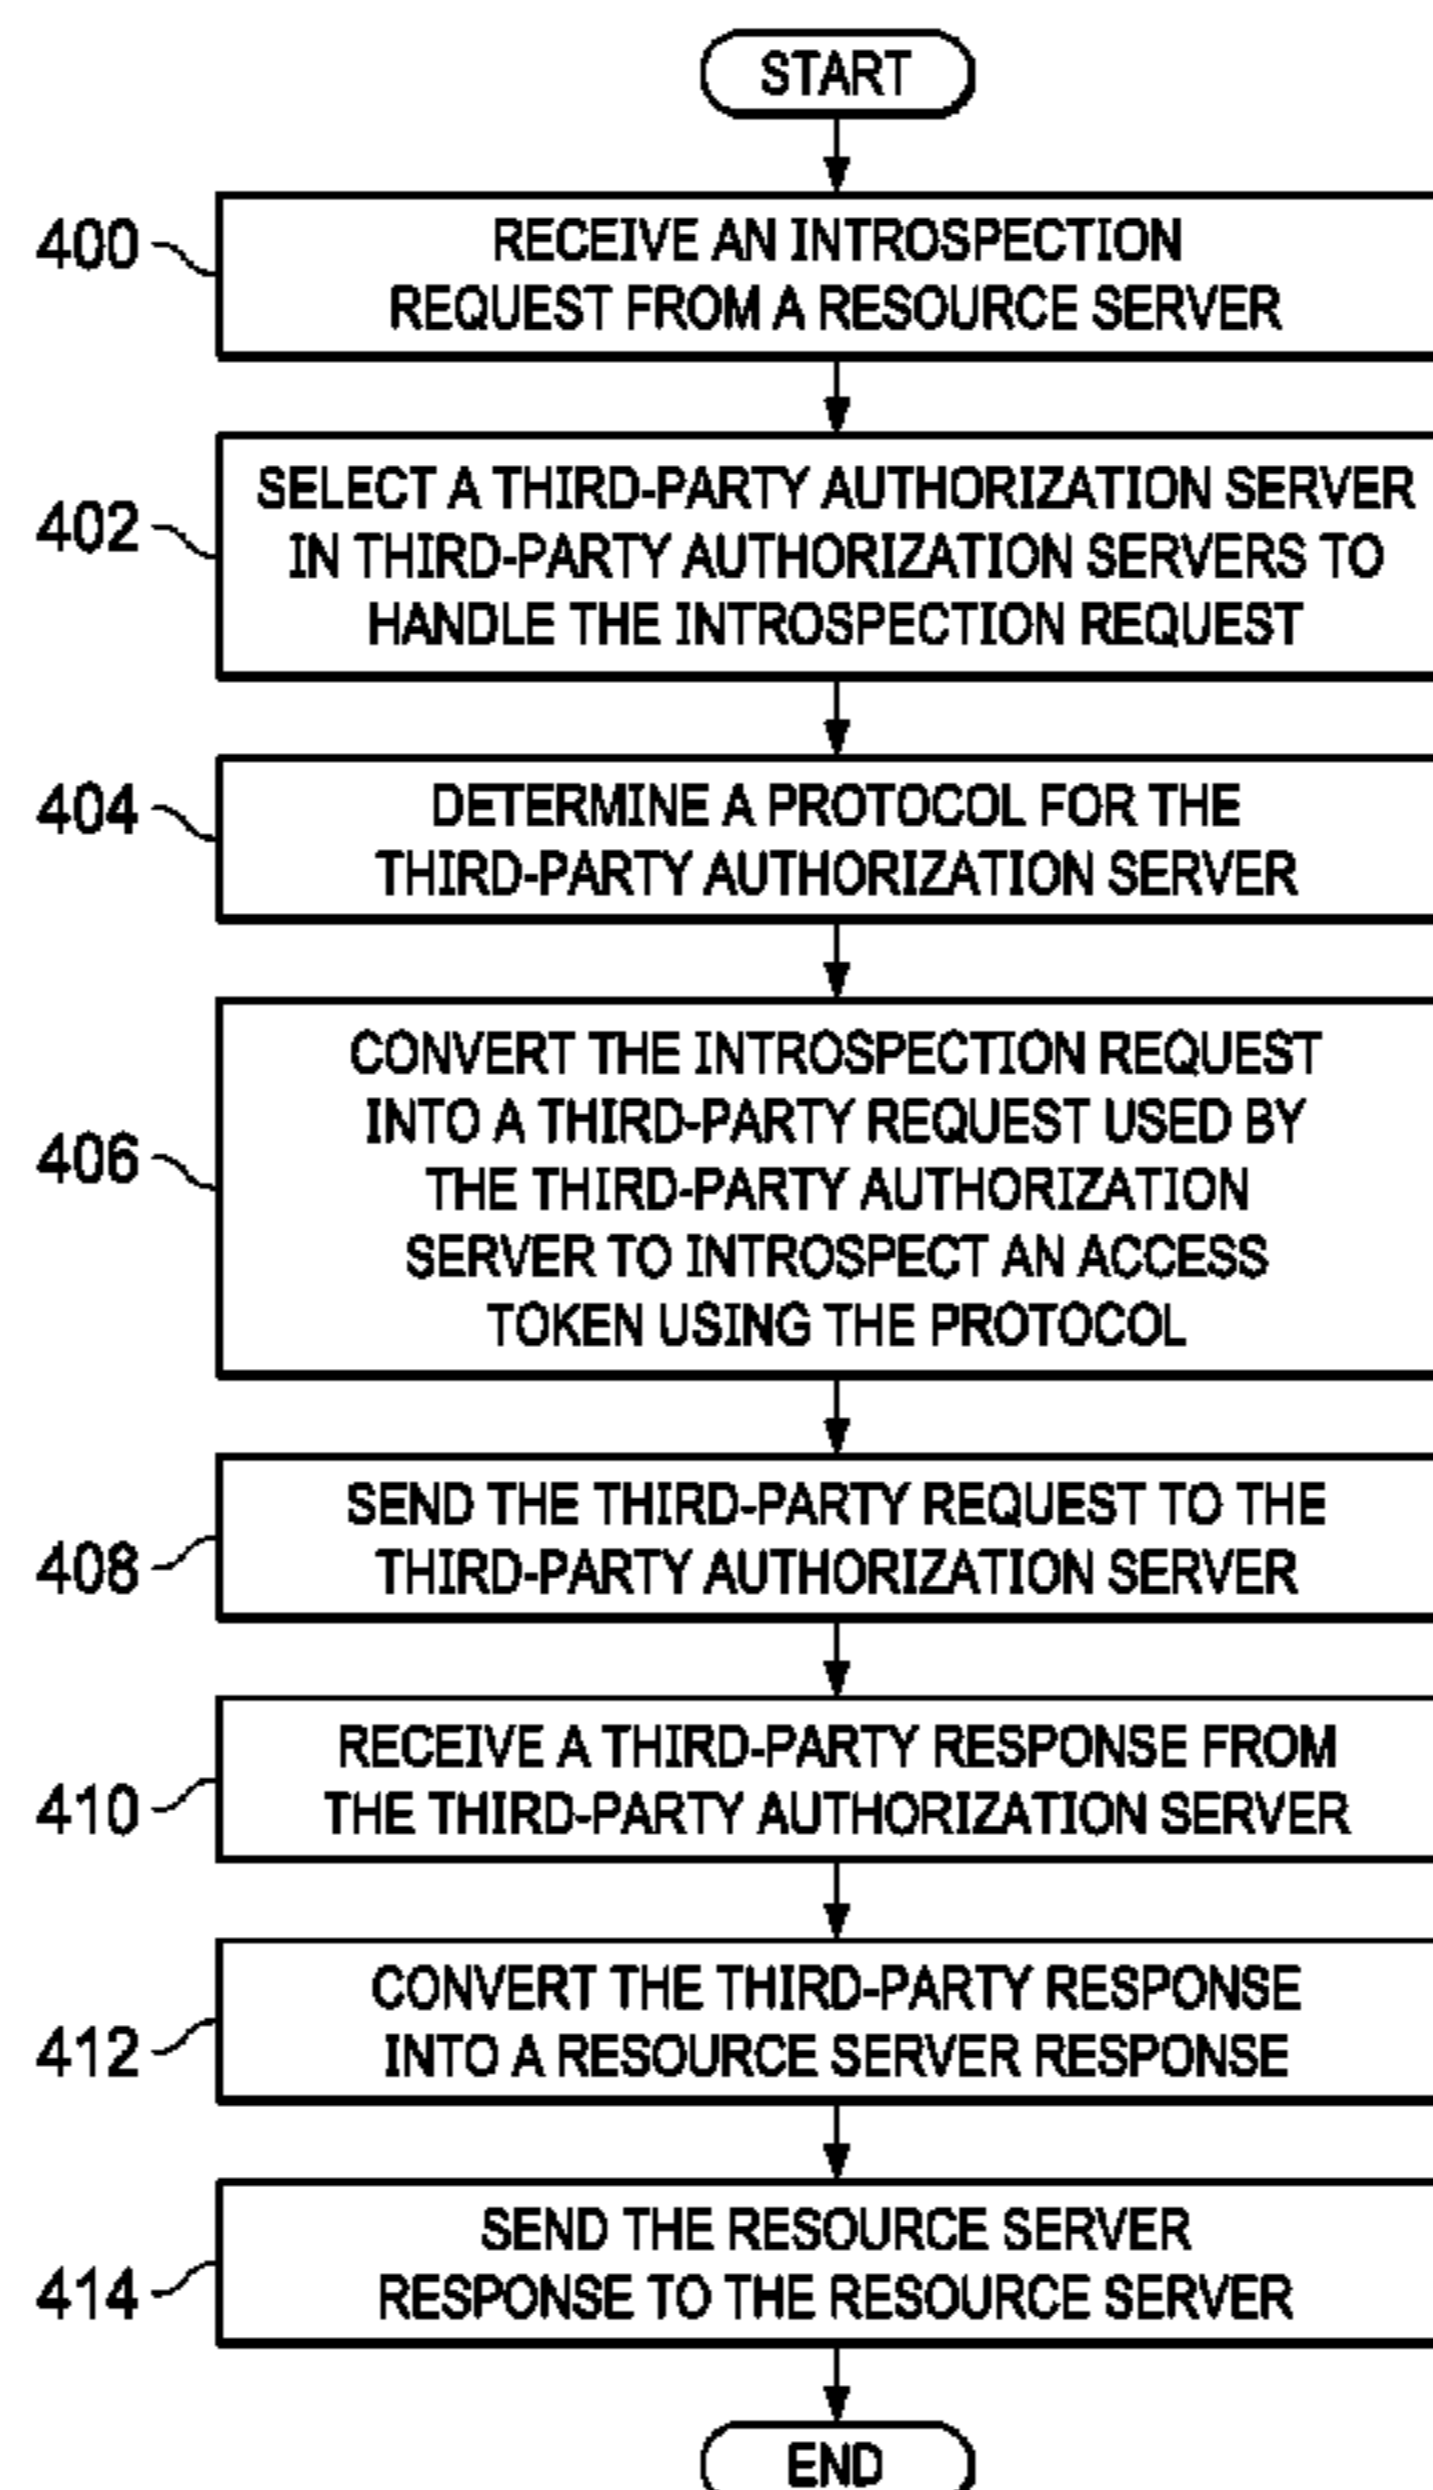 START
400
RECEIVE AN INTROSPECTION
REQUEST FROM A RESOURCE SERVER
402
SELECT A THIRD-PARTY AUTHORIZATION SERVER
IN THIRD-PARTY AUTHORIZATION SERVERS TO
HANDLE THE INTROSPECTION REQUEST
404
DETERMINE A PROTOCOL FOR THE
THIRD-PARTY AUTHORIZATION SERVER
406
CONVERT THE INTROSPECTION REQUEST
INTO A THIRD-PARTY REQUEST USED BY
THE THIRD-PARTY AUTHORIZATION
SERVER TO INTROSPECT AN ACCESS
TOKEN USING THE PROTOCOL
408
SEND THE THIRD-PARTY REQUEST TO THE
THIRD-PARTY AUTHORIZATION SERVER
410
RECEIVE A THIRD-PARTY RESPONSE FROM
THE THIRD-PARTY AUTHORIZATION SERVER
412
CONVERT THE THIRD-PARTY RESPONSE
INTO A RESOURCE SERVER RESPONSE
414
SEND THE RESOURCE SERVER
RESPONSE TO THE RESOURCE SERVER
END